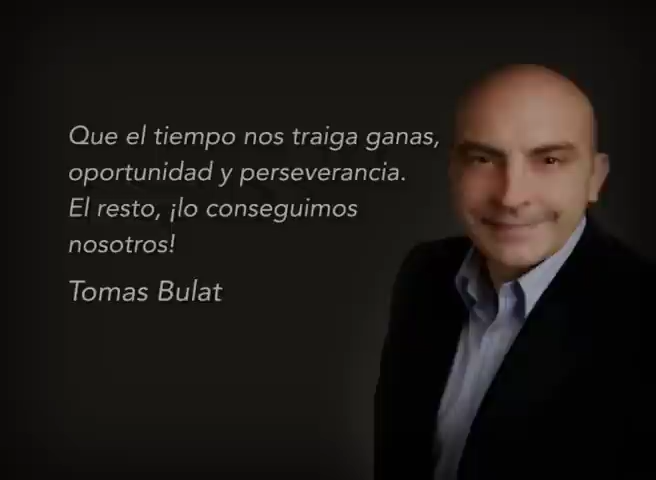 Que el tiempo nos traiga ganas,
oportunidad y perseverancia.
El resto, ¡lo conseguimos
nosotros!
Tomas Bulat